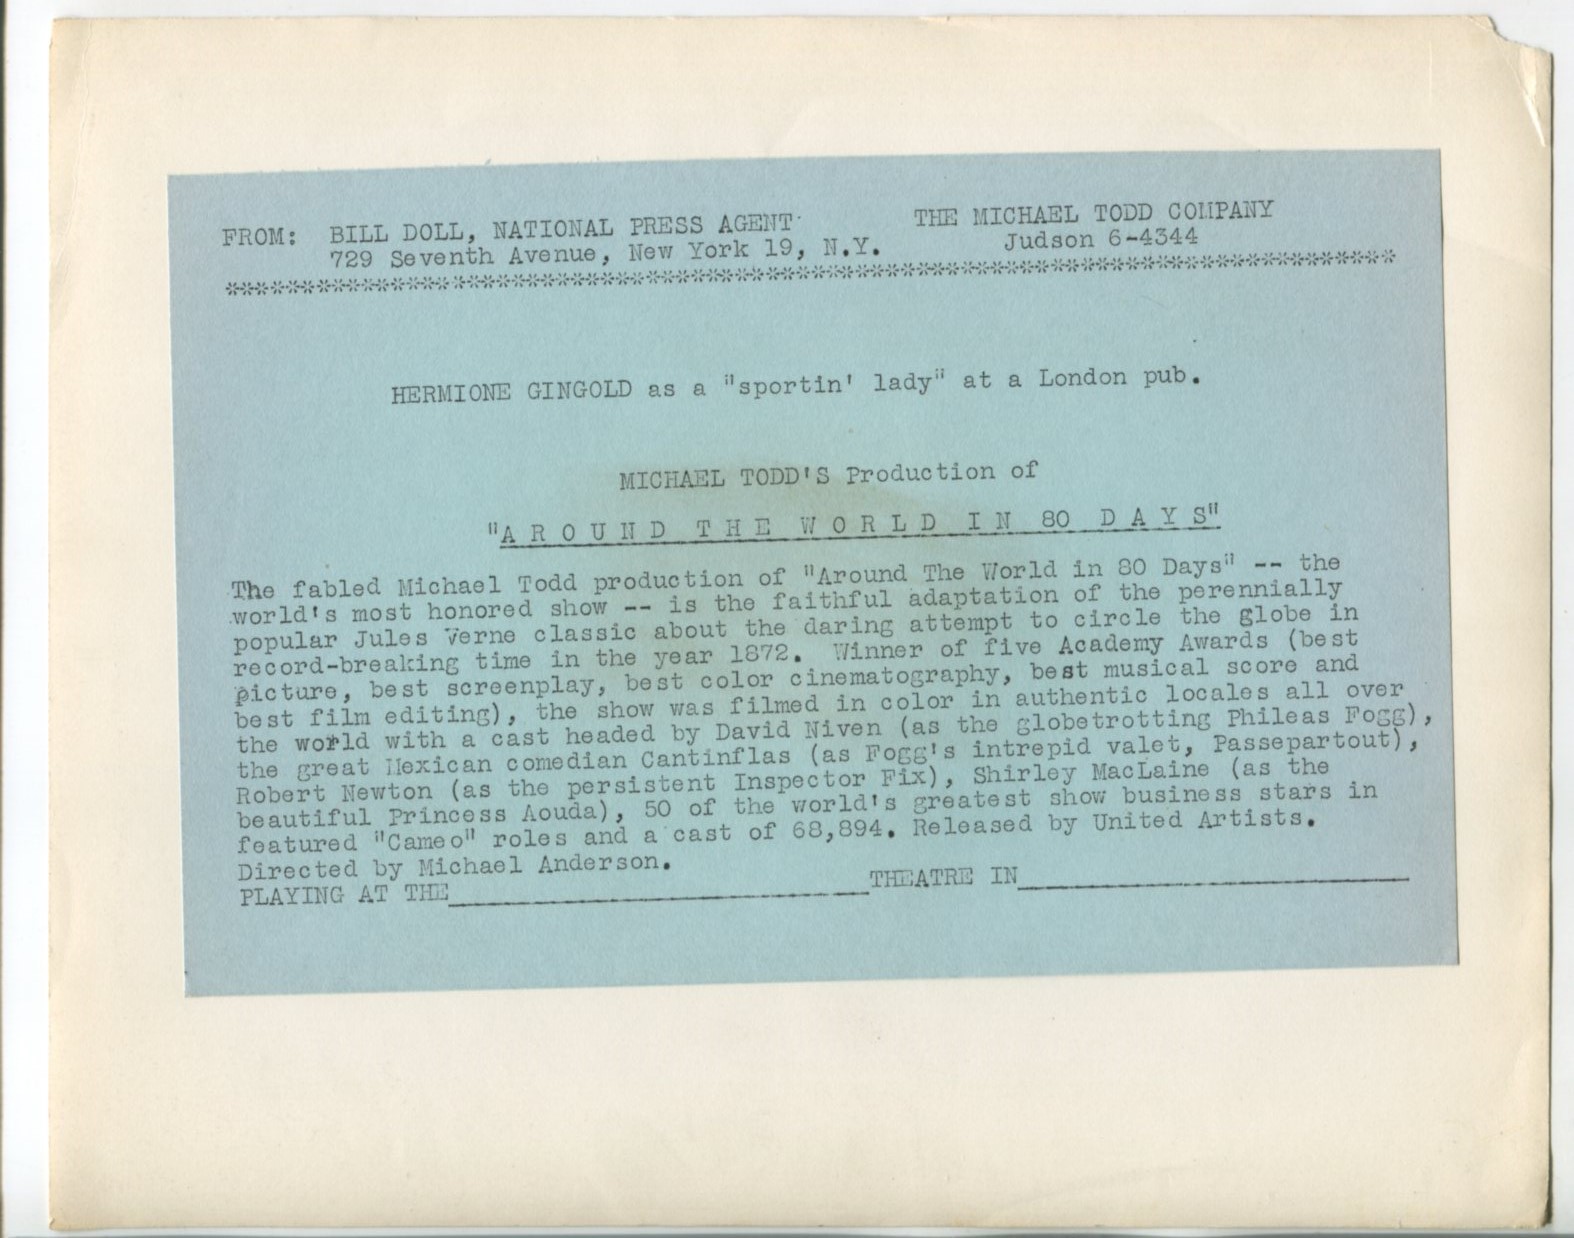 FROM: BILL DOLL, NATIONAL PRESS AGENT THE MICHAEL TODD COMPANY
729 Seventh Avenue, New York 19, N.Y. Judson 6-4344
******************************************************************************
HERMIONE GINGOLD as a "sportin' lady" at a London pub.
MICHAEL TODD'S Production of
"A R O U N D T H E W O R L D I N 80 D A Y S"
The fabled Michael Todd production of "Around The World in 80 Days" -- the
world's most honored show -- is the faithful adaptation of the perennially
popular Jules Verne classic about the daring attempt to circle the globe in
record-breaking time in the year 1872. Winner of five Academy Awards (best
picture, best screenplay, best color cinematography, best musical score and
best film editing), the show was filmed in color in authentic locales all over
the world with a cast headed by David Niven (as the globetrotting Phileas Fogg),
the great Mexican comedian Cantinflas (as Fogg's intrepid valet, Passepartout),
Robert Newton (as the persistent Inspector Fix), Shirley MacLaine (as the
beautiful Princess Aouda), 50 of the world's greatest show business stars in
featured "Cameo" roles and a cast of 68,894. Released by United Artists.
Directed by Michael Anderson.
PLAYING AT THE____________________________THEATRE IN__________________________